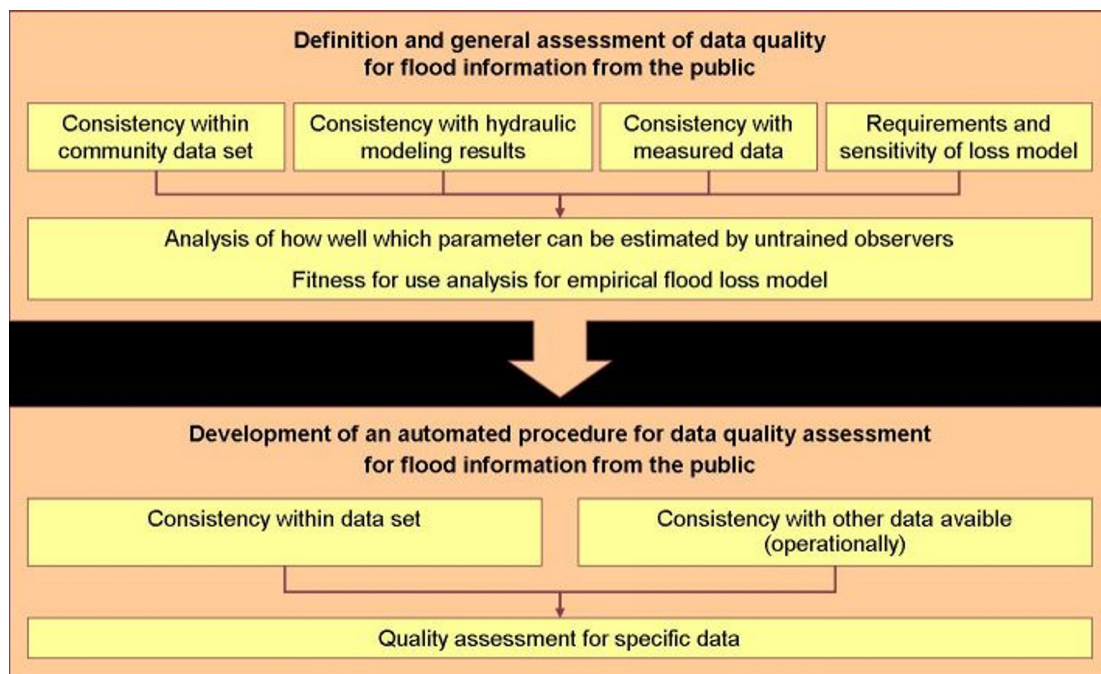 Definition and general assessment of data quality
for flood information from the public
Consistency within
community data set
Consistency with hydraulic
modeling results
Consistency with
measured data
Requirements and
sensitivity of loss model
Analysis of how well which parameter can be estimated by untrained observers
Fitness for use analysis for empirical flood loss model
Development of an automated procedure for data quality assessment
for flood information from the public
Consistency within data set
Consistency with other data avaible
(operationally)
Quality assessment for specific data